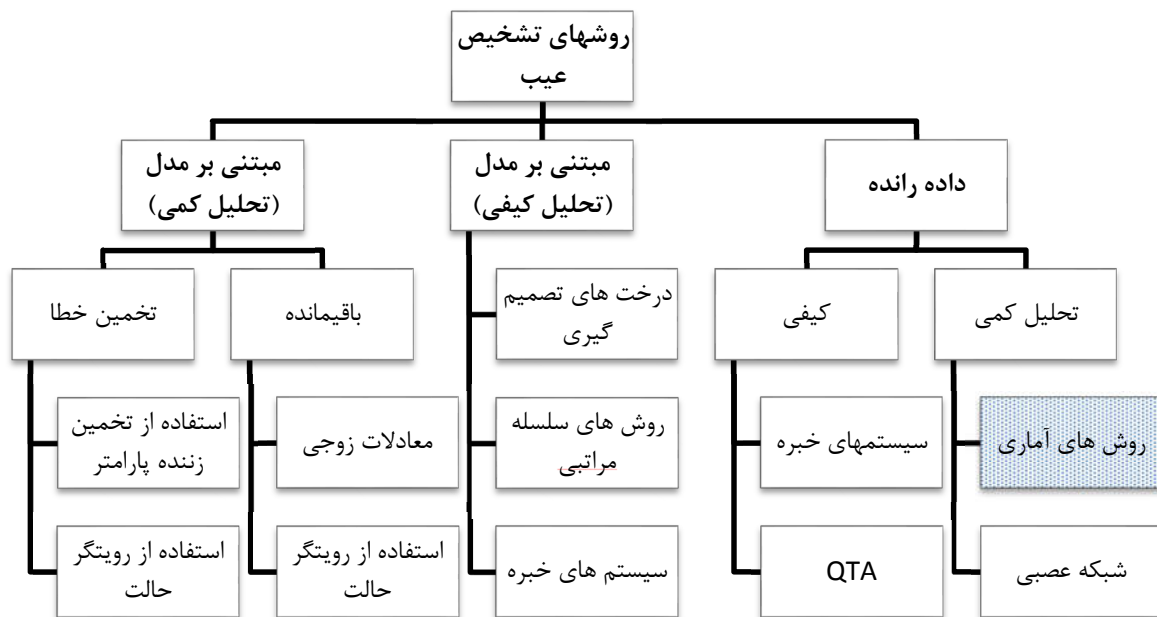 روشهای تشخیص
عیب
داده رانده
مبتنی بر مدل
(تحلیل کیفی)
مبتنی بر مدل
(تحلیل کمی)
تحلیل کمی
کیفی
درخت های تصمیم
گیری
باقیمانده
تخمین خطا
روش های آماری
سیستمهای خبره
روش های سلسله
مراتبی
معادلات زوجی
استفاده از تخمین
زننده پارامتر
شبکه عصبی
QTA
سیستم های خبره
استفاده از رویتگر
حالت
استفاده از رویتگر
حالت